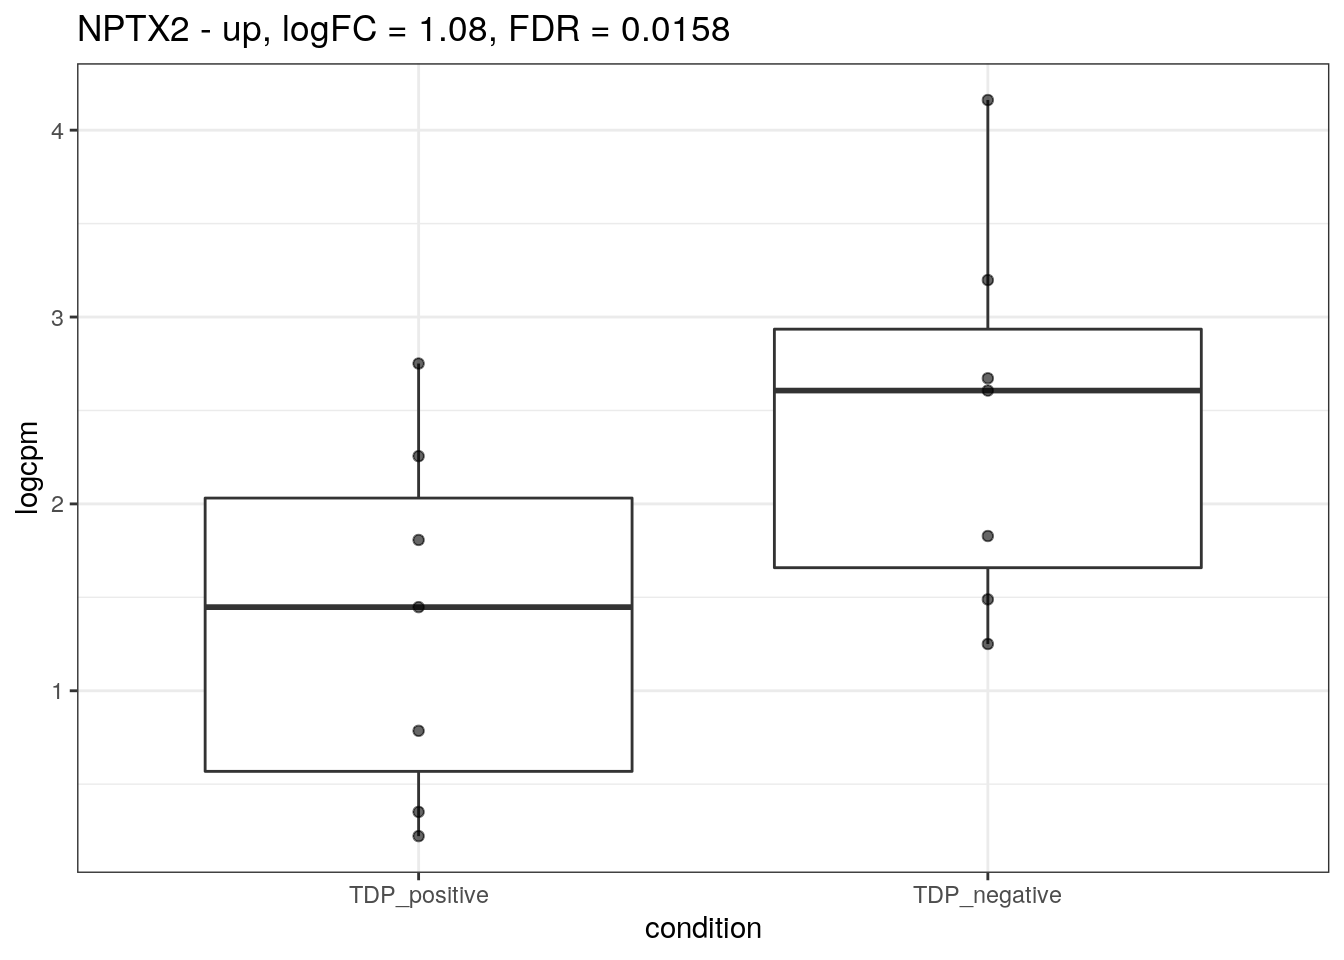 NPTX2 - up, logFC = 1.08, FDR = 0.0158
4
3
2
1
logcpm
TDP_positive
TDP_negative
condition